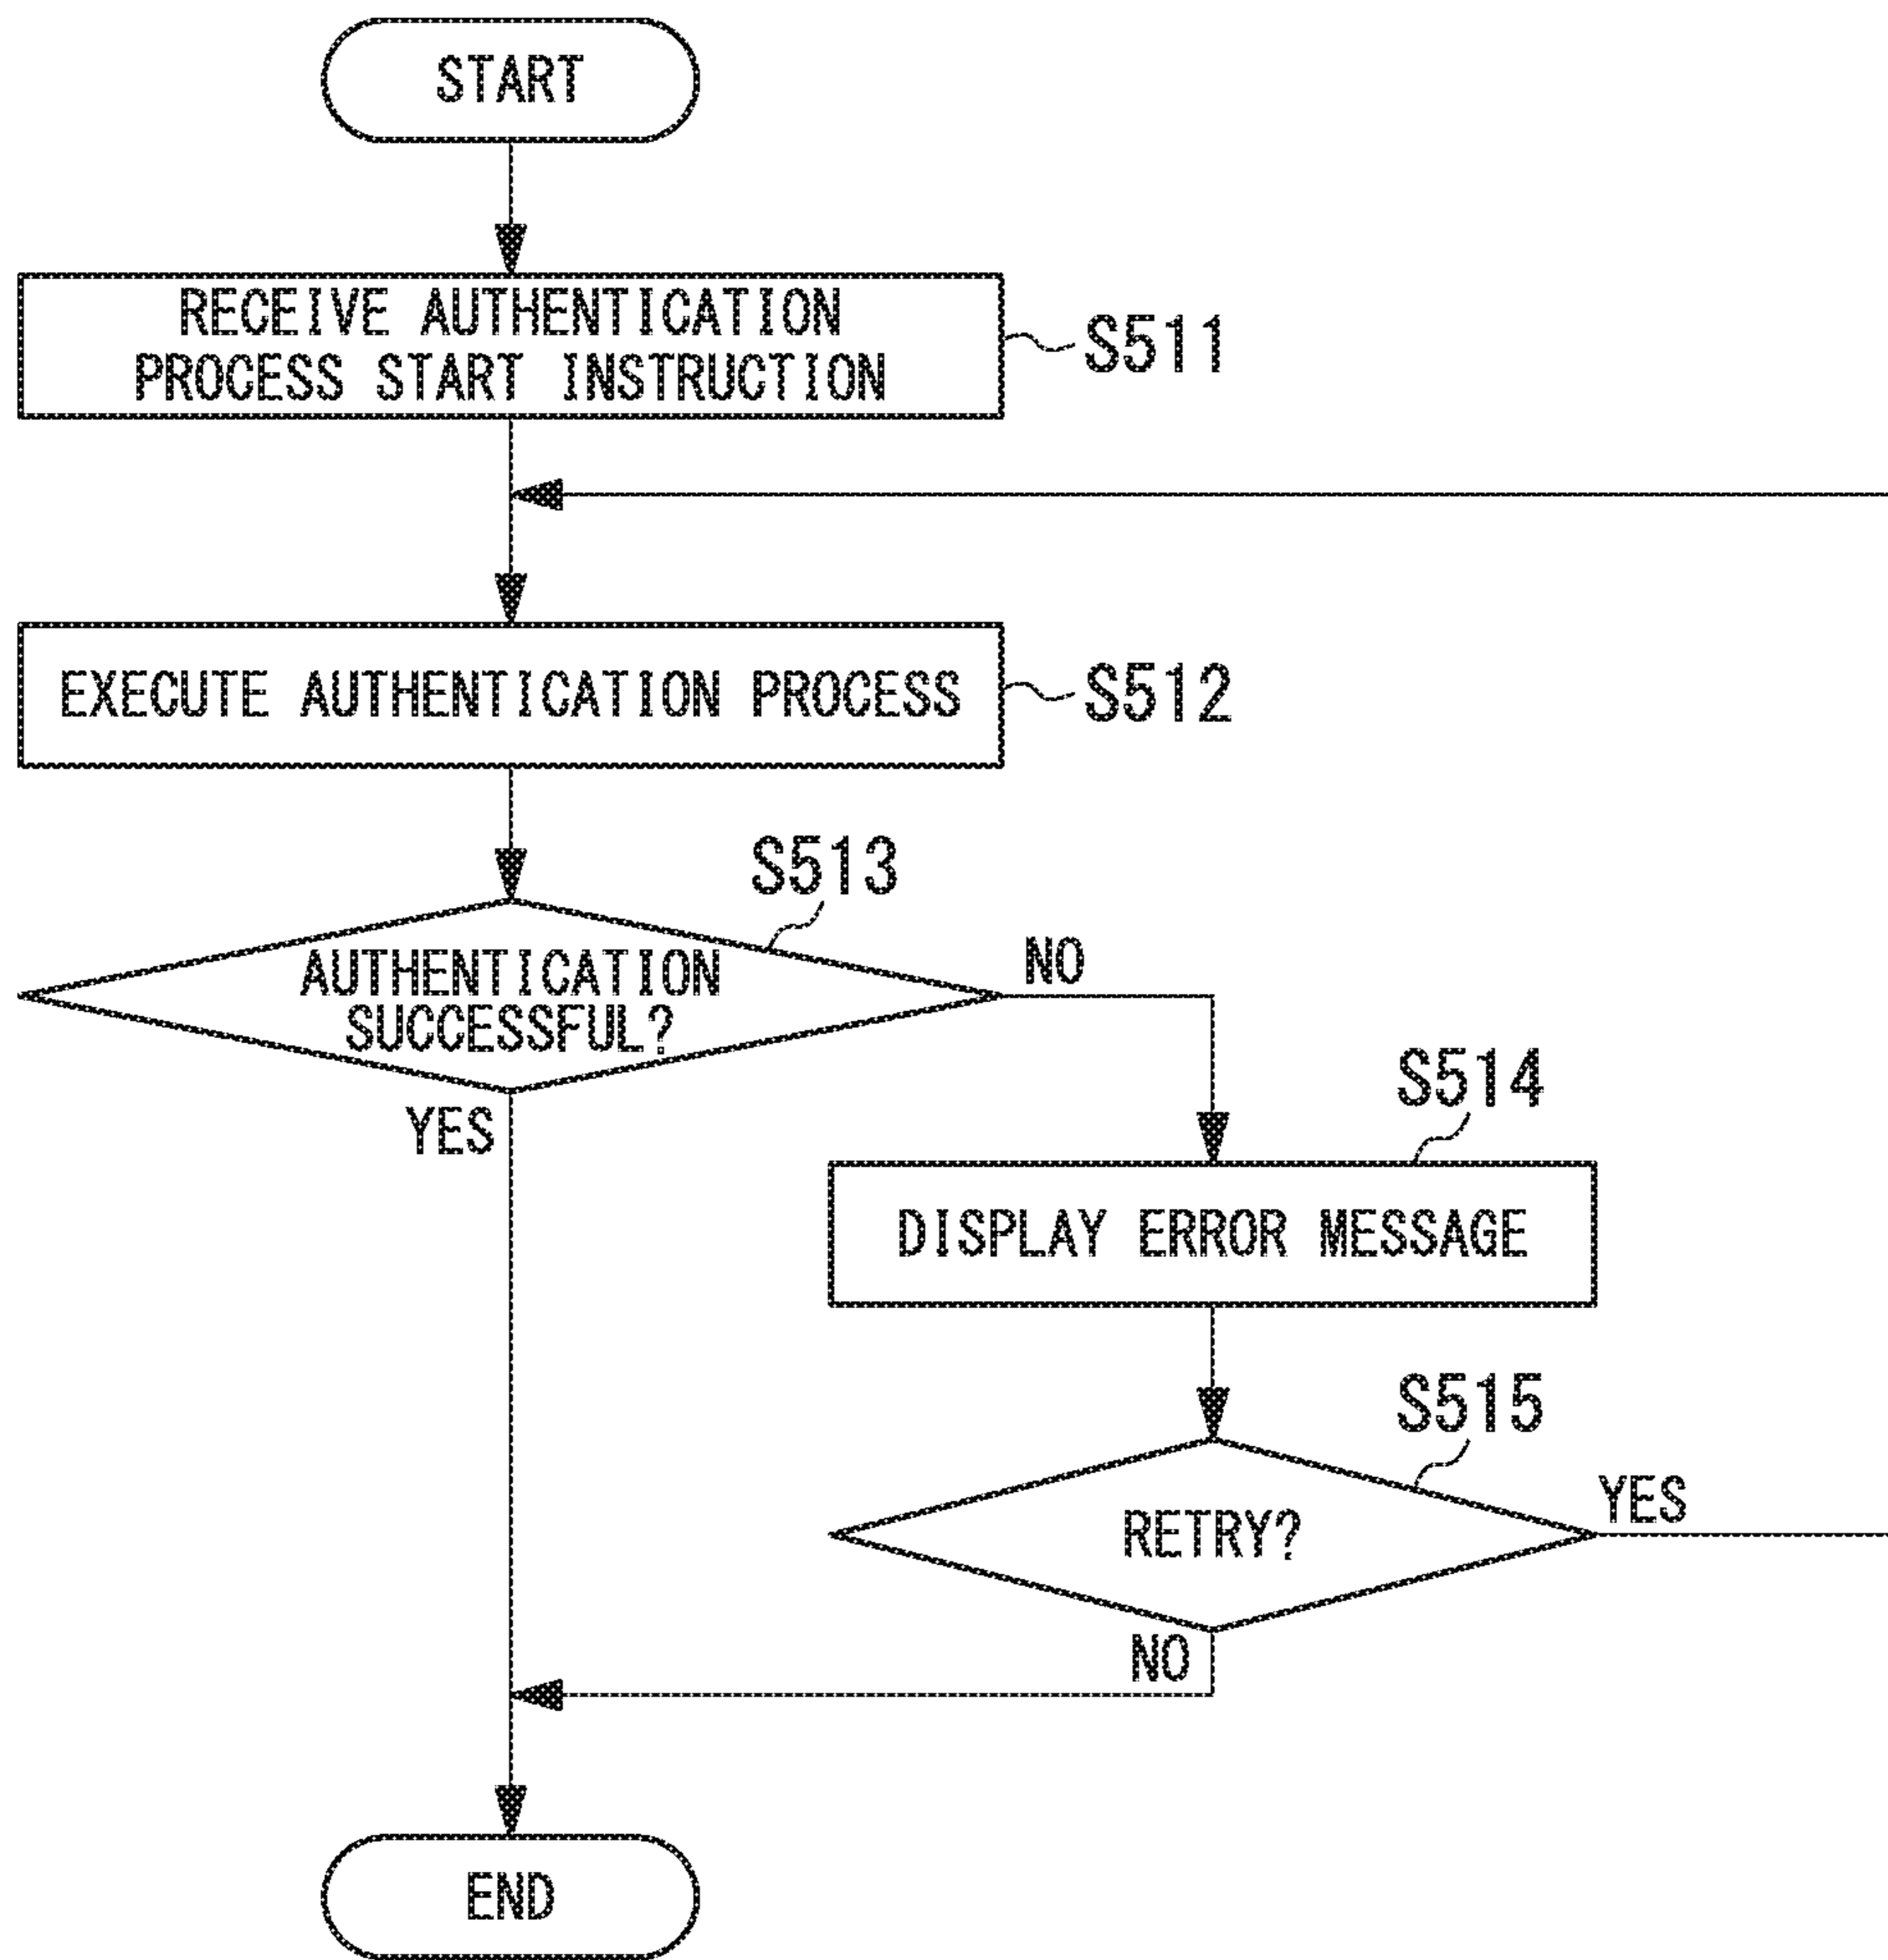 START
RECEIVE AUTHENTICATION
PROCESS START INSTRUCTION
S511
EXECUTE AUTHENTICATION PROCESS
S512
S513
AUTHENTICATION
SUCCESSFUL?
NO
YES
S514
DISPLAY ERROR MESSAGE
S515
RETRY?
YES
NO
END